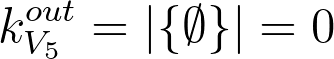 $k_{V_5}^{out} = |\{\emptyset\}| = 0$